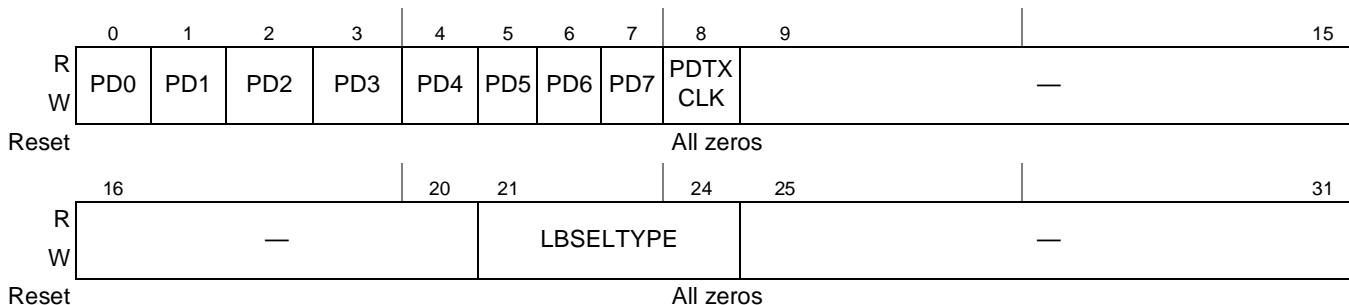 0 1 2 3 4 5 6 7 8 9 15
R W PD0 PD1 PD2 PD3 PD4 PD5 PD6 PD7 PDTX CLK —
Reset All zeros
16 20 21 24 25 31
R W — LBSELTYPE —
Reset All zeros